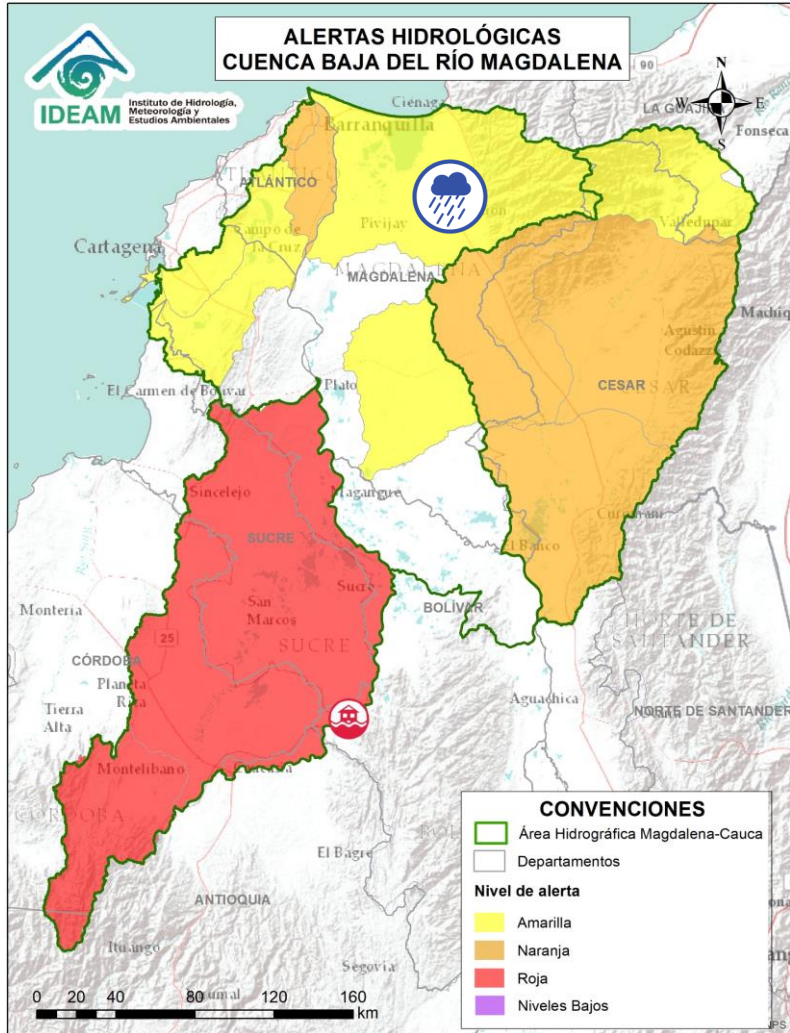 ALERTAS HIDROLÓGICAS
CUENCA BAJA DEL RÍO MAGDALENA
IDEAM
Instituto de Hidrología,
Meteorología y
Estudios Ambientales
90
N
W E
S
Ciénaga
LA GUAJIRA
Fonseca
Barranquilla
ATLÁNTICO
Pivijay
Valledupar
Campo de
la Cruz
Cartagena
MAGDALENA
MAGDALENA
Agustín
Codazzi
El Carmen de Bolívar
Plato
CESAR
CESAR
Sincelejo
Magangué
SUCRE
El Banco
Sucre
San
Marcos
BOLÍVAR
Montería
SUCRE
NORTE DE
SANTANDER
25
CÓRDOBA
Planeta
Rica
Tierra
Alta
Aguachica
NORTE DE SANTANDER
Montelíbano
CÓRDOBA
El Bagre
ANTIOQUIA
Ituango
Segovia
0 20 40 80 120 160
km
CONVENCIONES
Área Hidrográfica Magdalena-Cauca
Departamentos
Nivel de alerta
Amarilla
Naranja
Roja
Niveles Bajos